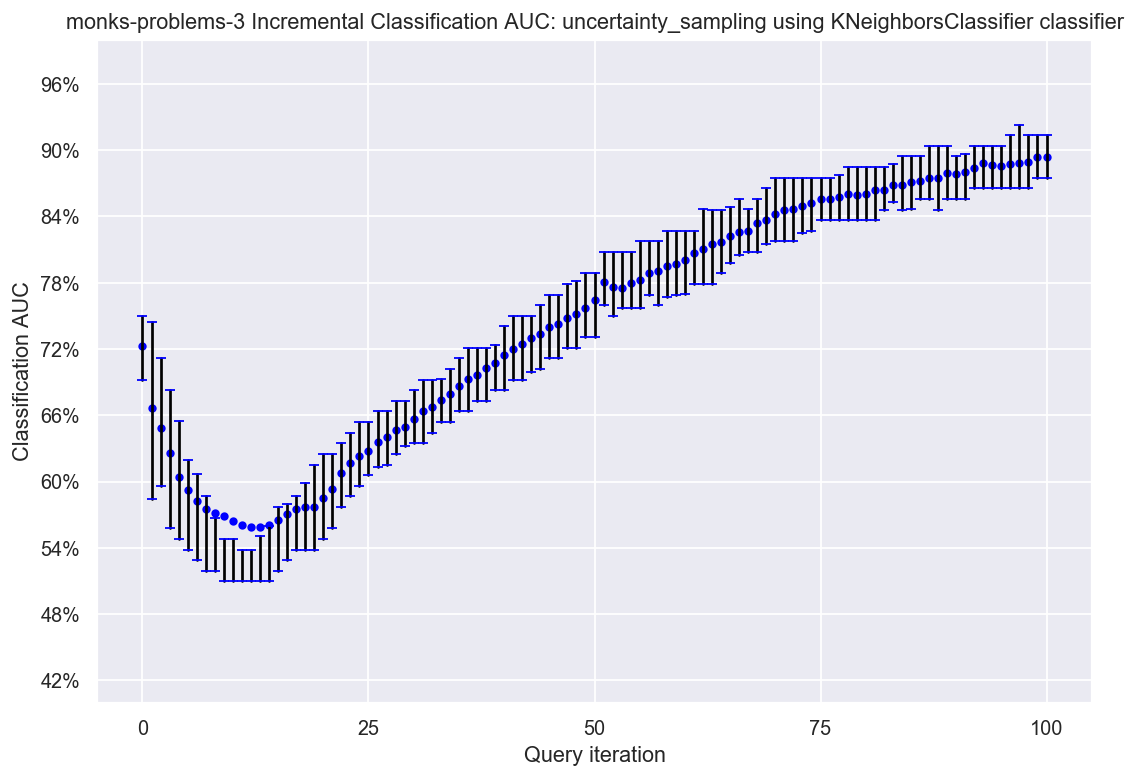 monks-problems-3 Incremental Classification AUC: uncertainty_sampling using KNeighborsClassifier classifier
Classification AUC
96%
90%
84%
78%
72%
66%
60%
54%
48%
42%
0 25 50 75 100
Query iteration